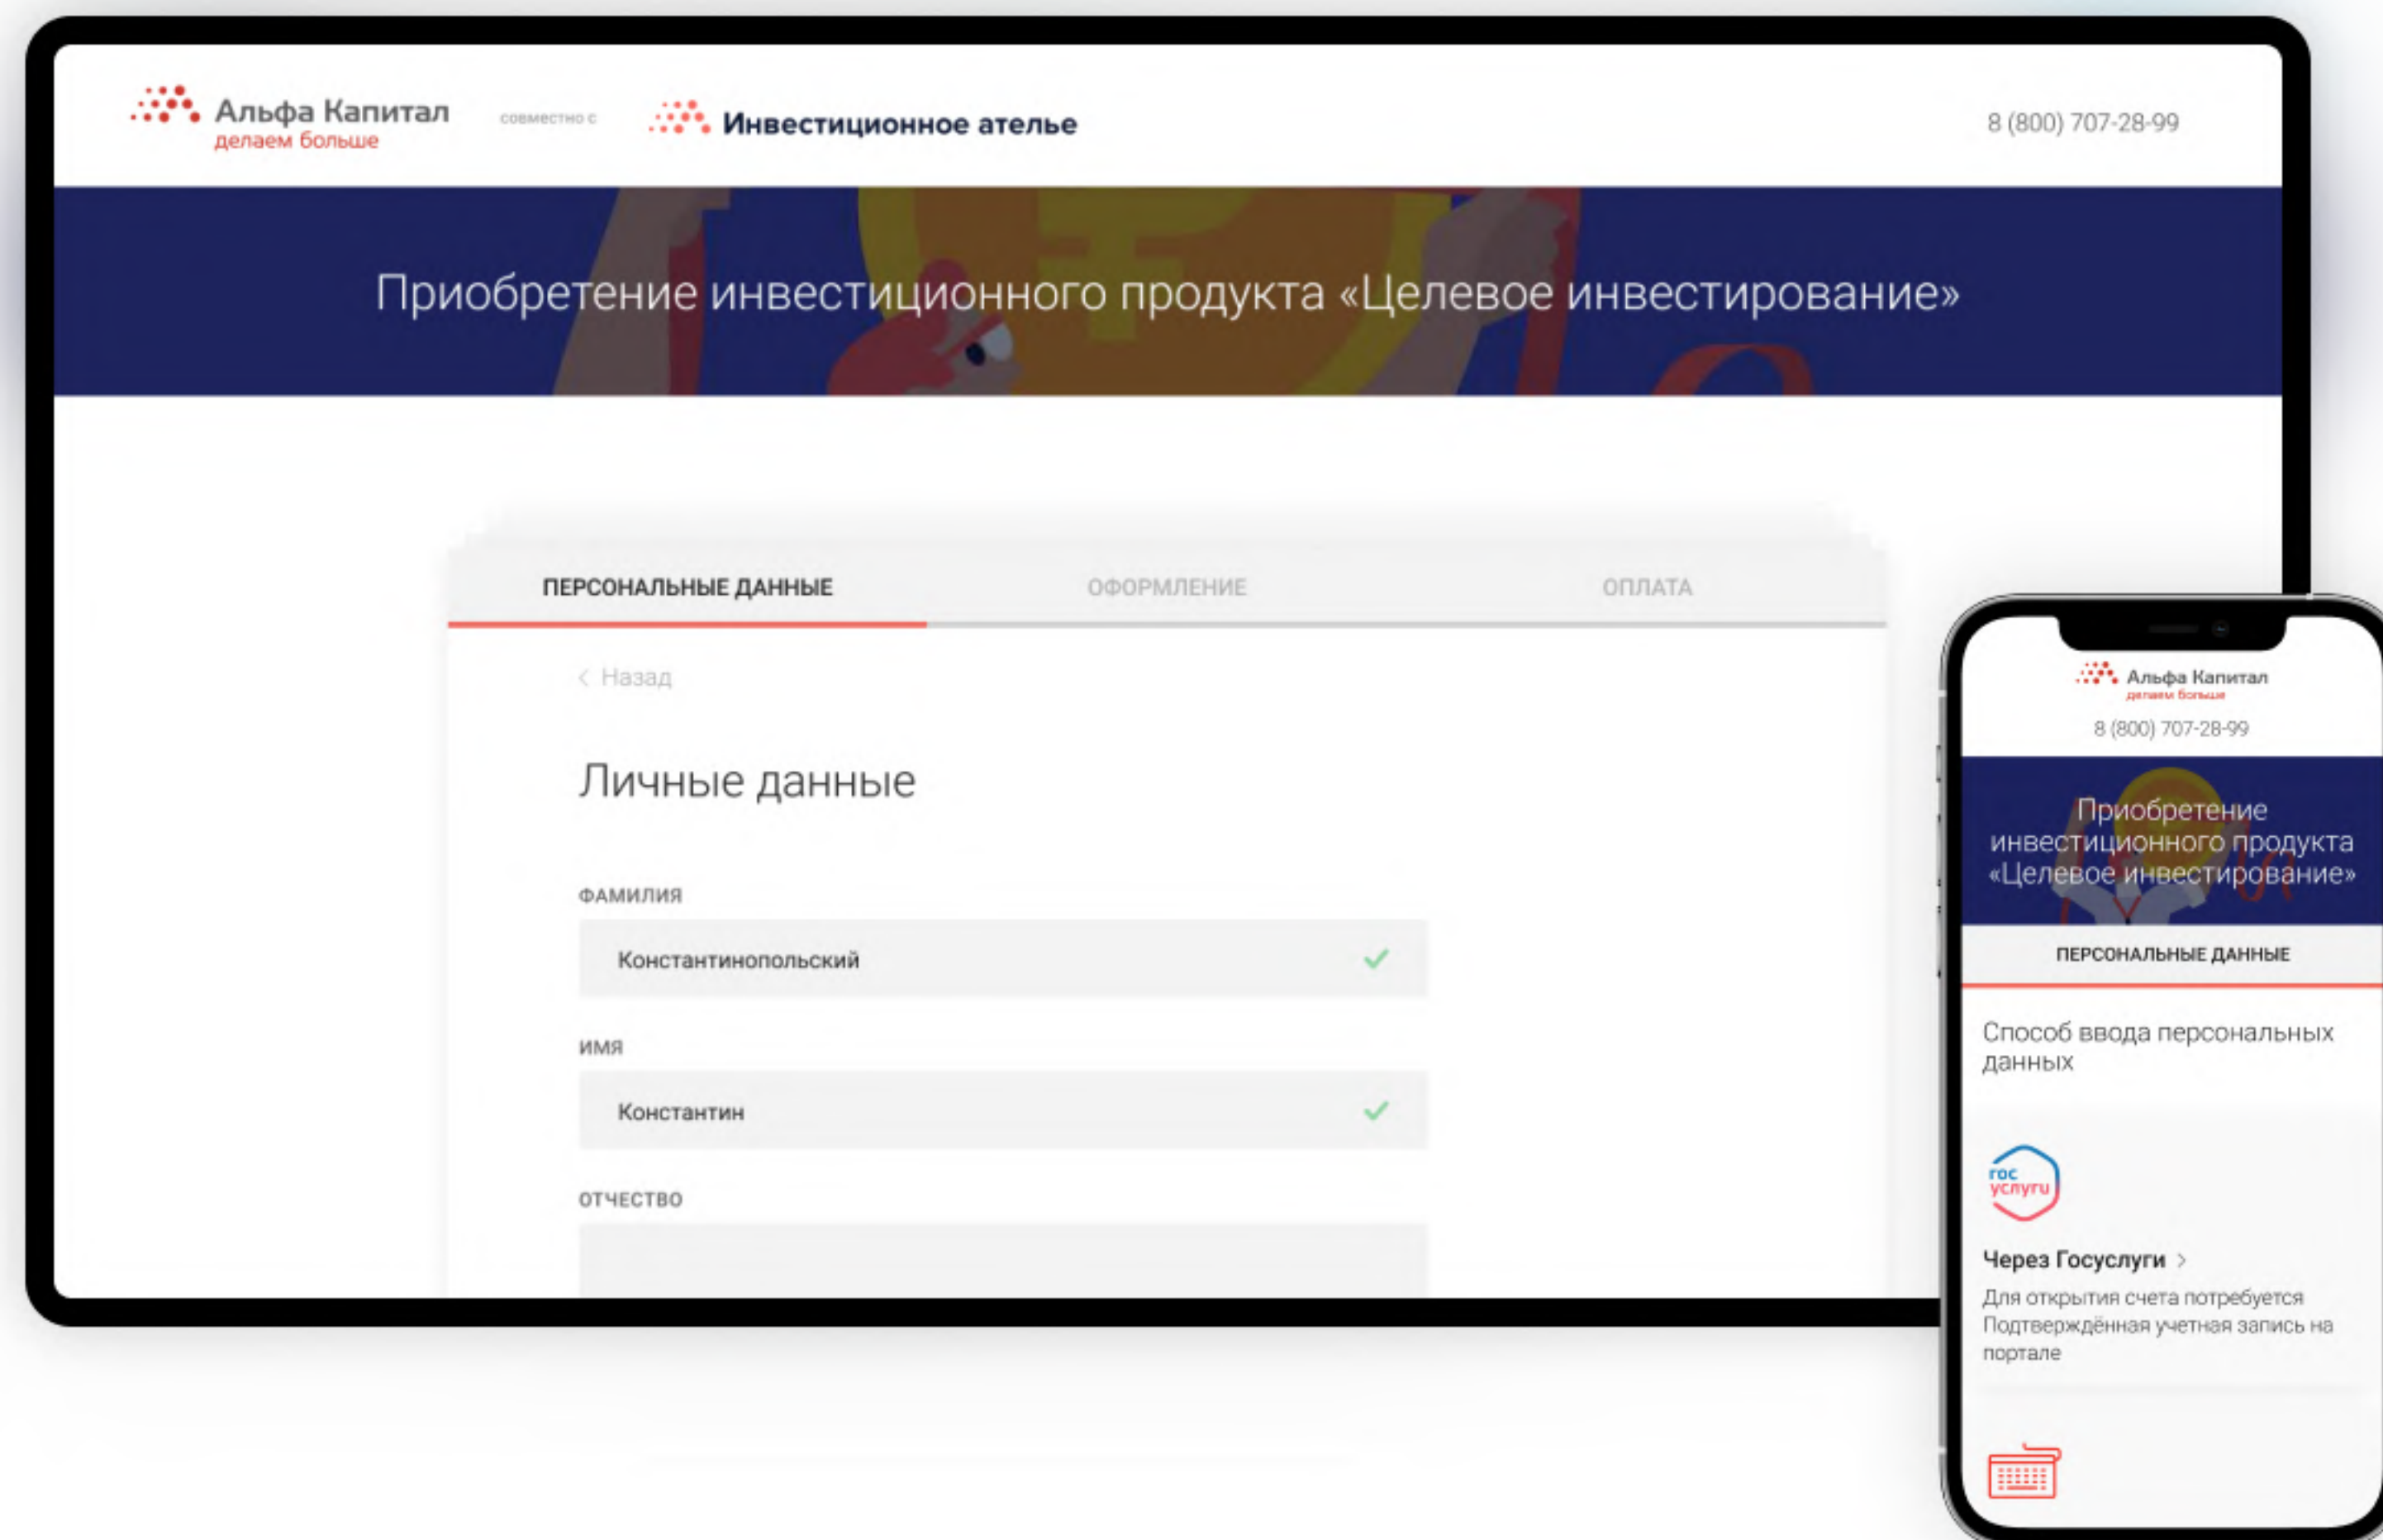 Альфа Капитал
делаем больше
совместно с
Инвестиционное ателье
8 (800) 707-28-99
Приобретение инвестиционного продукта «Целевое инвестирование»
ПЕРСОНАЛЬНЫЕ ДАННЫЕ
ОФОРМЛЕНИЕ
ОПЛАТА
< Назад
Личные данные
ФАМИЛИЯ
Константинопольский
ИМЯ
Константин
ОТЧЕСТВО
Альфа Капитал
делаем больше
8 (800) 707-28-99
Приобретение
инвестиционного продукта
«Целевое инвестирование»
ПЕРСОНАЛЬНЫЕ ДАННЫЕ
Способ ввода персональных
данных
гос
услуги
Через Госуслуги >
Для открытия счета потребуется
Подтверждённая учетная запись на
портале